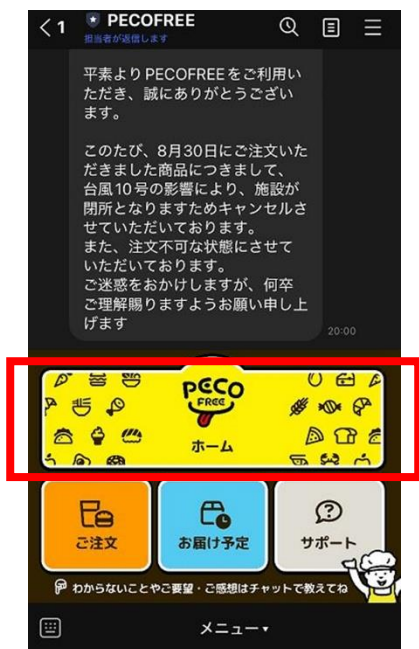 1
PECOFREE
担当者が返信します
平素よりPECOFREEをご利用い
ただき、誠にありがとうござい
ます。
このたび、8月30日にご注文いた
だきました商品につきまして、
台風10号の影響により、施設が
閉所となりますためキャンセルさ
せていただいております。
また、注文不可な状態にさせて
いただいております。
ご迷惑をおかけしますが、何卒
ご理解賜りますようお願い申し上
げます
20:00
PECO
FREE
ホーム
ご注文
お届け予定
サポート
わからないことやご要望・ご感想はチャットで教えてね
メニュー▾